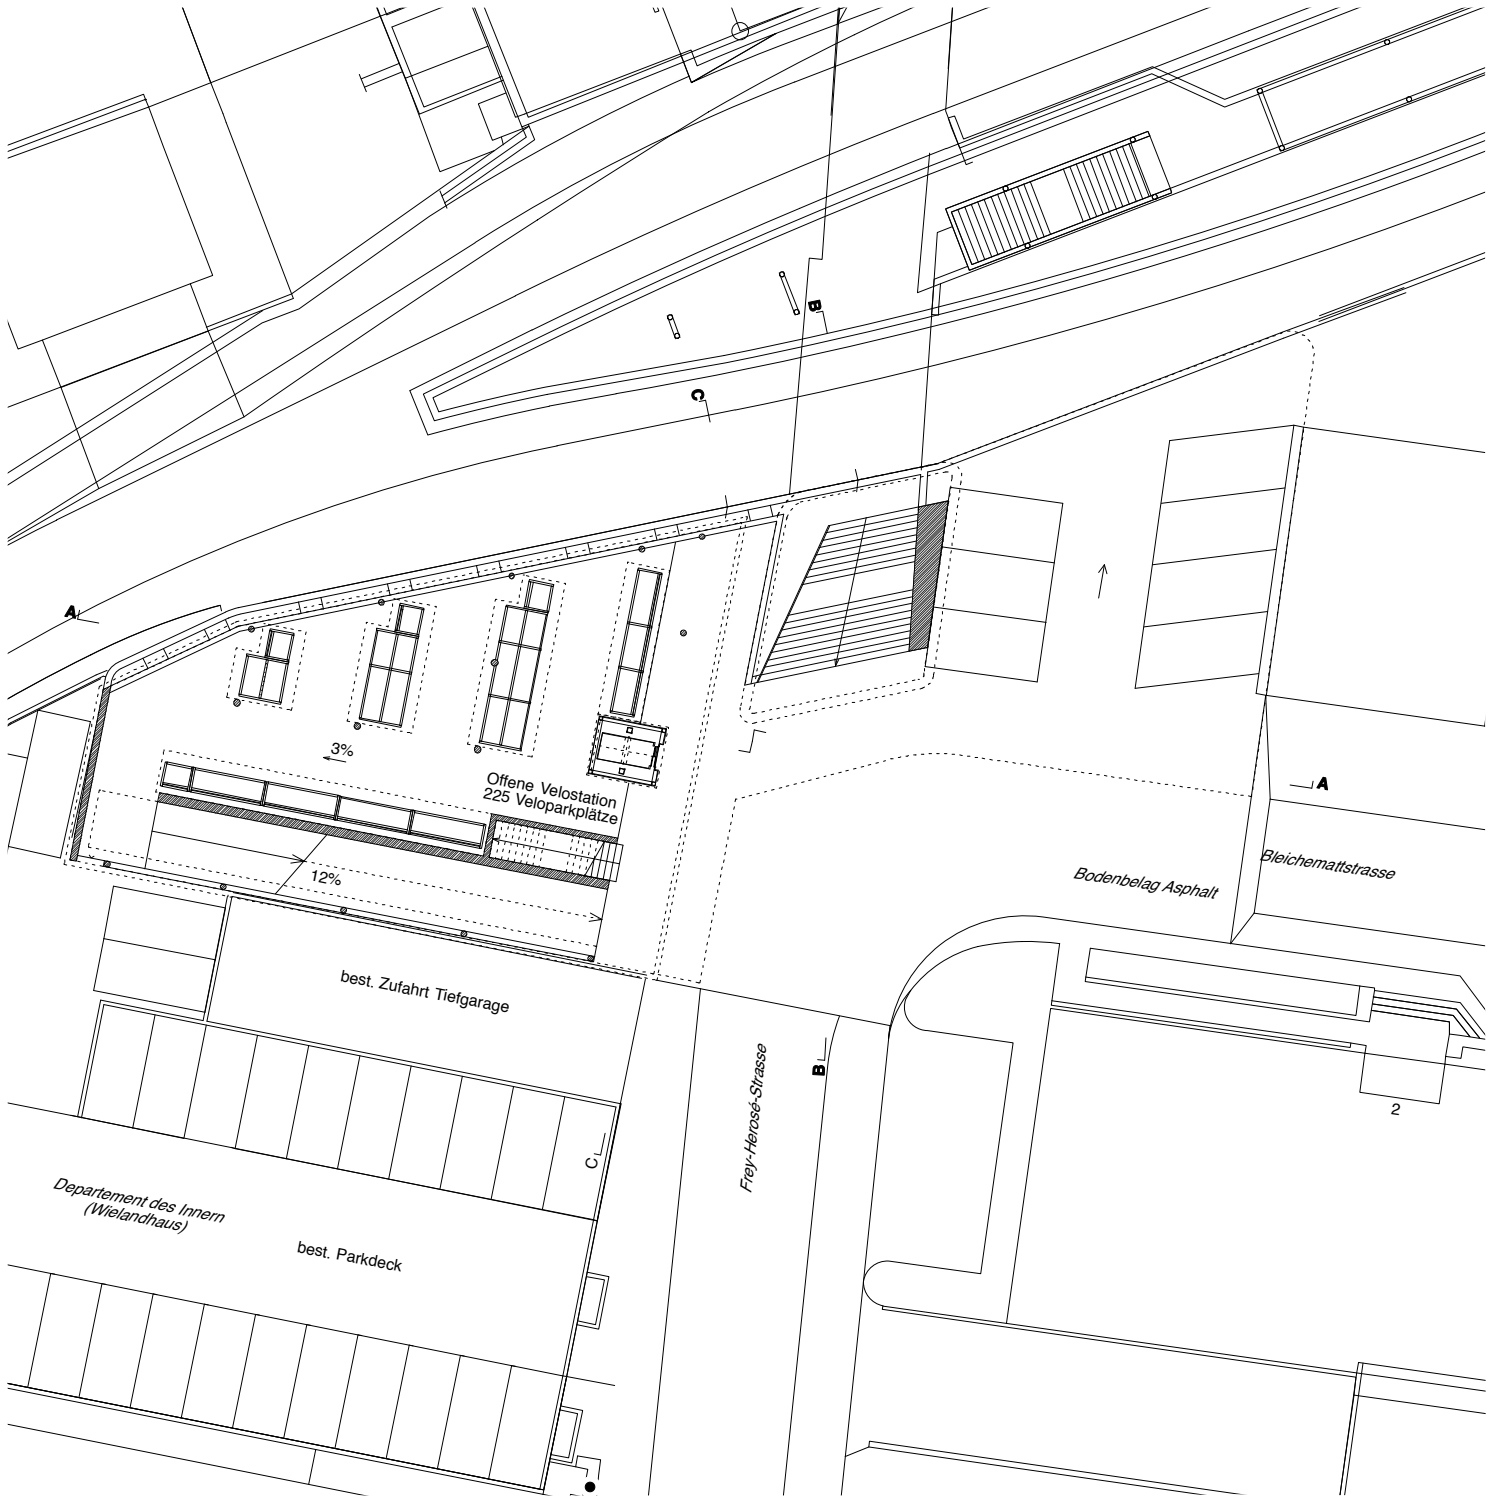 B
C
A
3%
Offene Velostation
225 Veloparkplätze
A
12%
Bodenbelag Asphalt
Bleichemattstrasse
best. Zufahrt Tiefgarage
Frey-Herosé-Strasse
B
2
C
Departement des Innern
(Wielandhaus)
best. Parkdeck